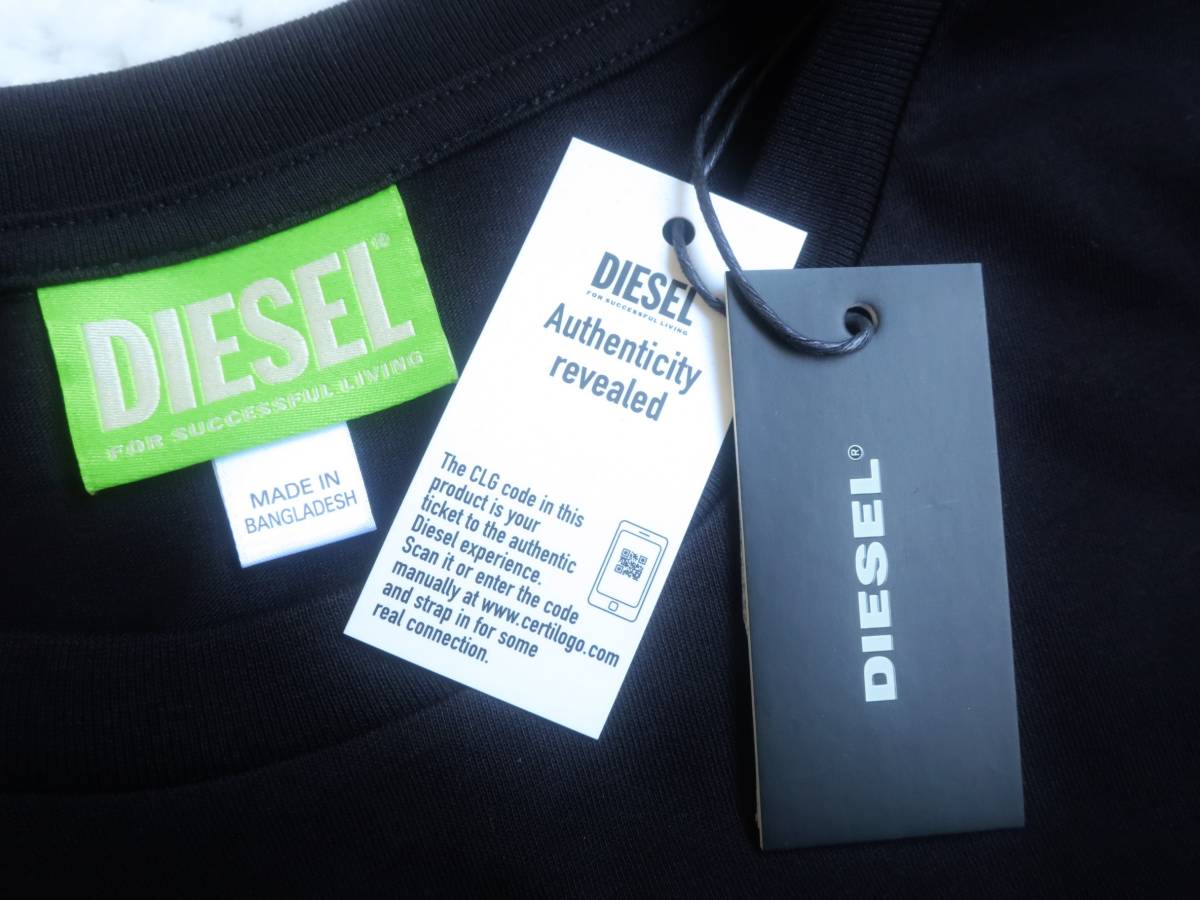 DIESEL®
FOR SUCCESSFUL LIVING
MADE IN
BANGLADESH
DIESEL
FOR SUCCESSFUL LIVING
Authenticity
revealed
The CLG code in this
product is your
ticket to the authentic
Diesel experience.
Scan it or enter the code
manually at www.certilogo.com
and strap in for some
real connection.
DIESEL®